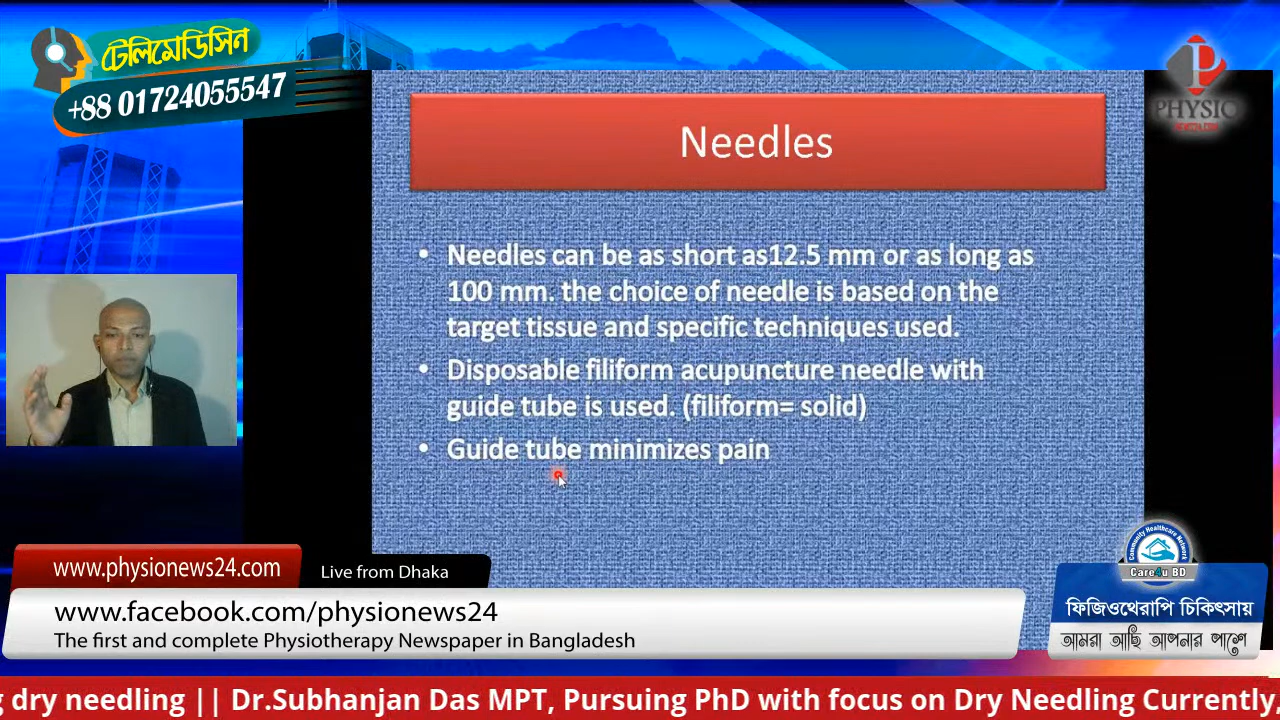 টেলিমেডিসিন
+88 01724055547
PHYSIO
Needles
• Needles can be as short as12.5 mm or as long as
100 mm. the choice of needle is based on the
target tissue and specific techniques used.
• Disposable filiform acupuncture needle with
guide tube is used. (filiform= solid)
• Guide tube minimizes pain
Community Healthcare Network
Care4u BD
www.physionews24.com
Live from Dhaka
www.facebook.com/physionews24
The first and complete Physiotherapy Newspaper in Bangladesh
ফিজিওথেরাপি চিকিৎসায়
আমরা আছি আপনার পাশে
g dry needling || Dr.Subhanjan Das MPT, Pursuing PhD with focus on Dry Needling Currently,